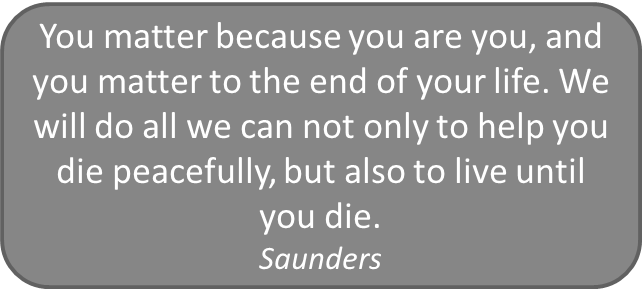 You matter because you are you, and
you matter to the end of your life. We
will do all we can not only to help you
die peacefully, but also to live until
you die.
Saunders